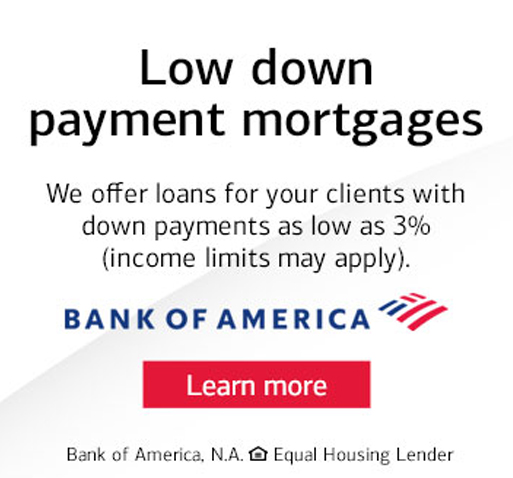 Low down
payment mortgages
We offer loans for your clients with
down payments as low as 3%
(income limits may apply).
BANK OF AMERICA
Learn more
Bank of America, N.A. Equal Housing Lender